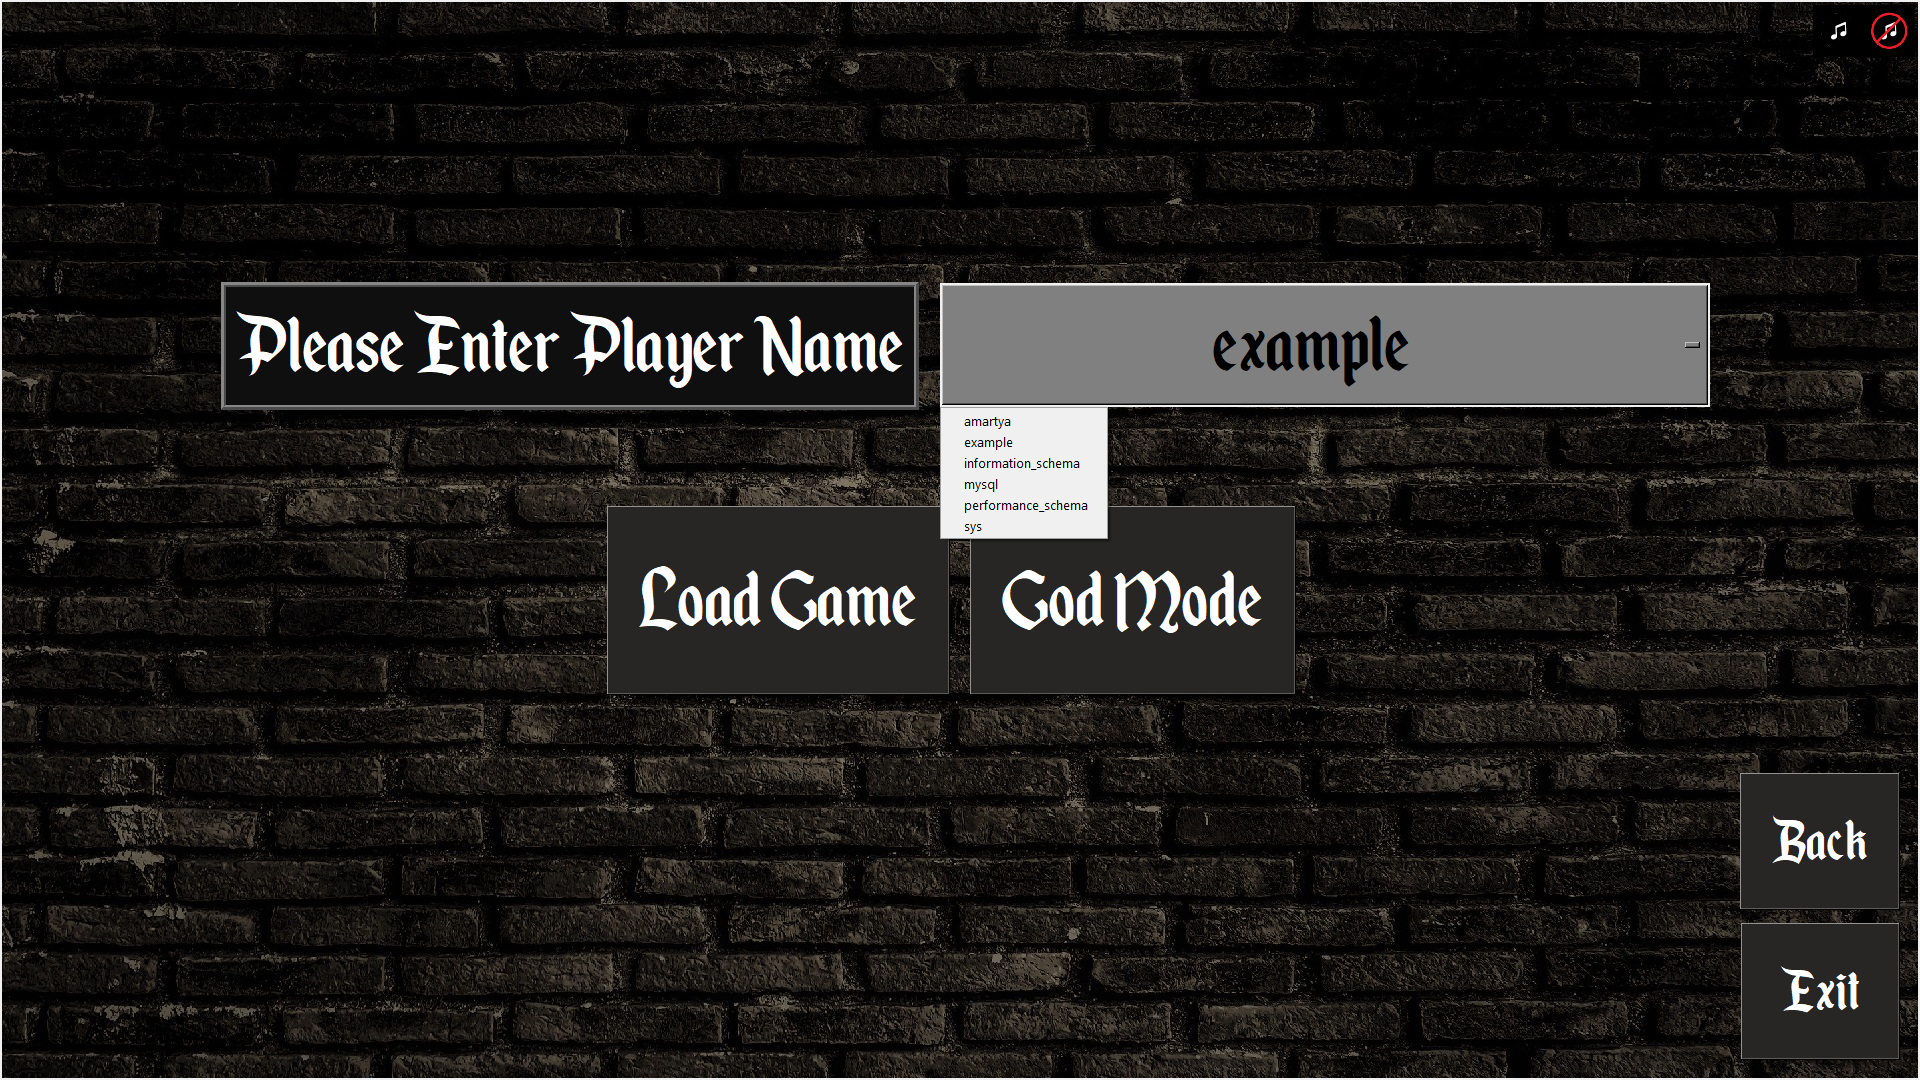 Please Enter Player Name
example
amartya
example
information_schema
mysql
performance_schema
sys
Load Game
God Mode
Back
Exit